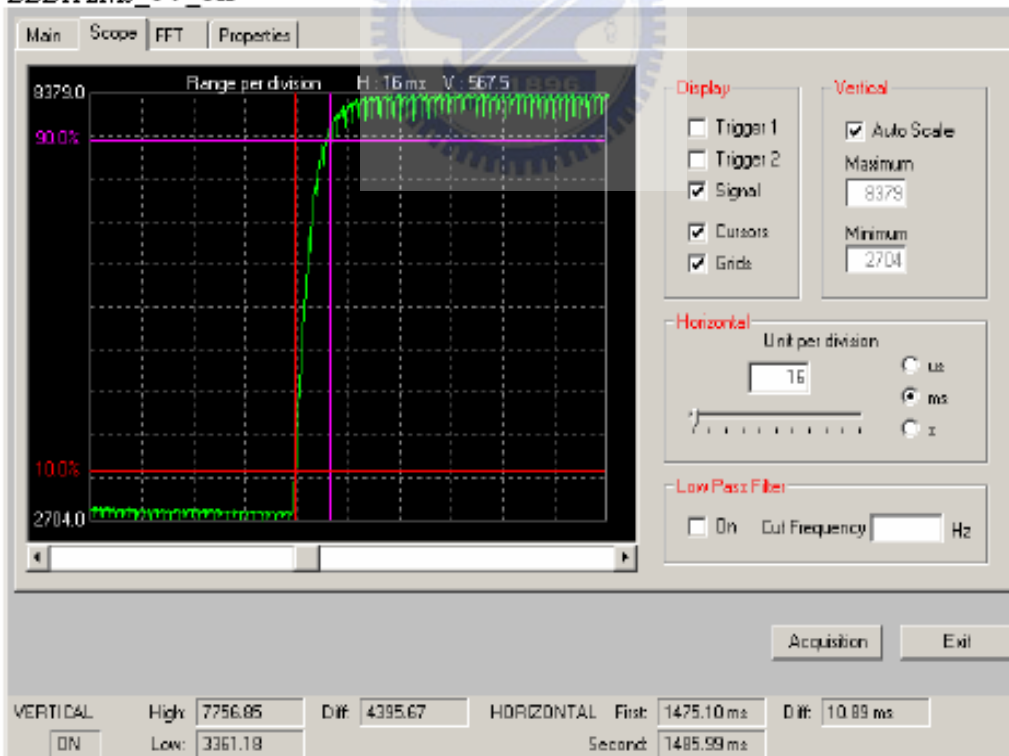 Main Scope FFT Properties
Range per division H : 16 ms V : 567.5
1896
8379.0
90.0%
10.0%
2704.0
Display
Trigger 1
Trigger 2
Signal
Cursors
Grids
Vertical
Auto Scale
Maximum
8379
Minimum
2704
Horizontal
Unit per division
16
us
ms
s
Low Pass Filter
On Cut Frequency Hz
Acquisition Exit
VERTICAL High: 7756.85 Diff: 4395.67 HORIZONTAL First: 1475.10 ms Diff: 10.89 ms
ON Low: 3361.18 Second: 1485.99 ms